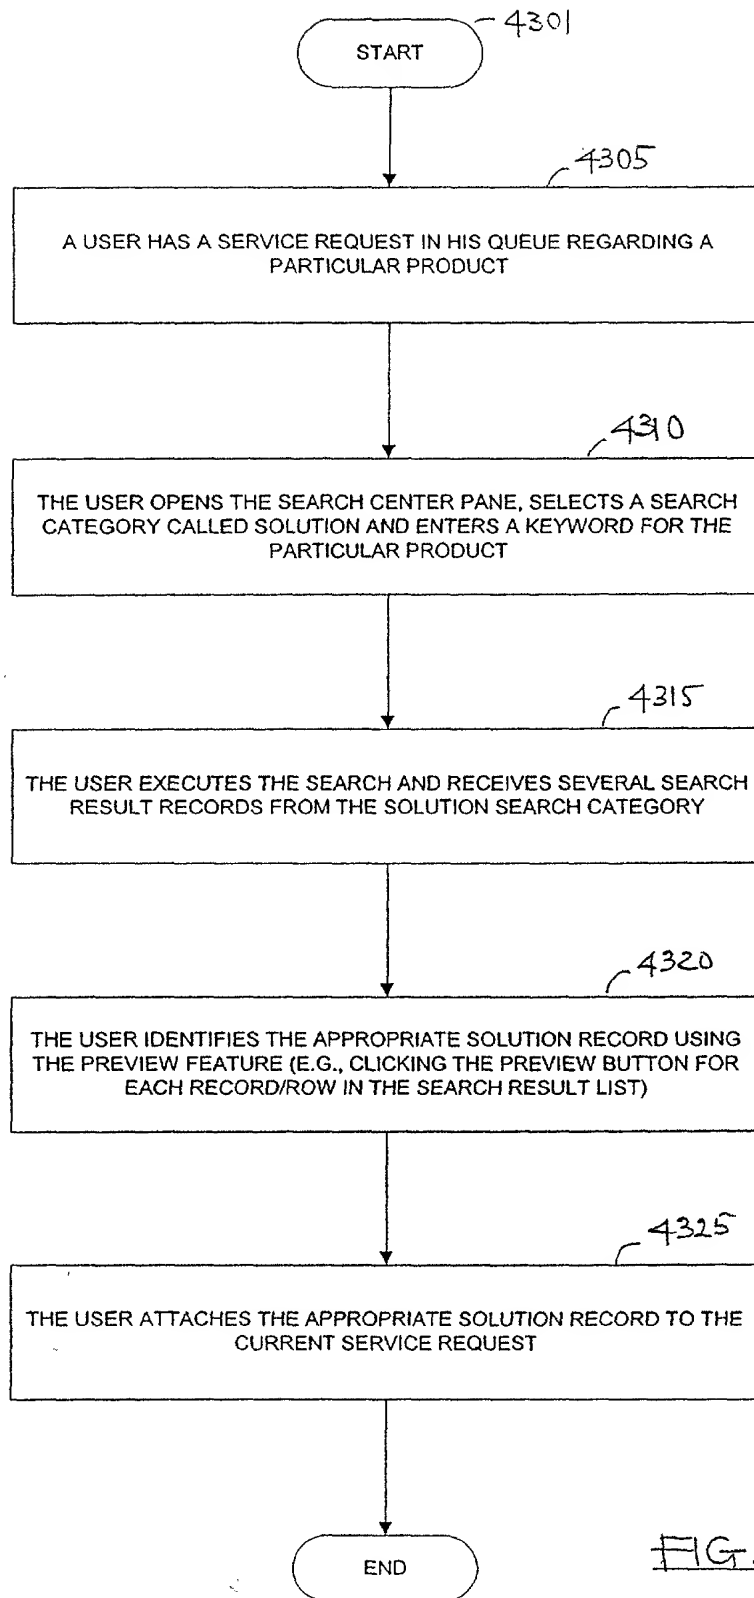 4301
START
4305
A USER HAS A SERVICE REQUEST IN HIS QUEUE REGARDING A
PARTICULAR PRODUCT
4310
THE USER OPENS THE SEARCH CENTER PANE, SELECTS A SEARCH
CATEGORY CALLED SOLUTION AND ENTERS A KEYWORD FOR THE
PARTICULAR PRODUCT
4315
THE USER EXECUTES THE SEARCH AND RECEIVES SEVERAL SEARCH
RESULT RECORDS FROM THE SOLUTION SEARCH CATEGORY
4320
THE USER IDENTIFIES THE APPROPRIATE SOLUTION RECORD USING
THE PREVIEW FEATURE (E.G., CLICKING THE PREVIEW BUTTON FOR
EACH RECORD/ROW IN THE SEARCH RESULT LIST)
4325
THE USER ATTACHES THE APPROPRIATE SOLUTION RECORD TO THE
CURRENT SERVICE REQUEST
END
FIG.